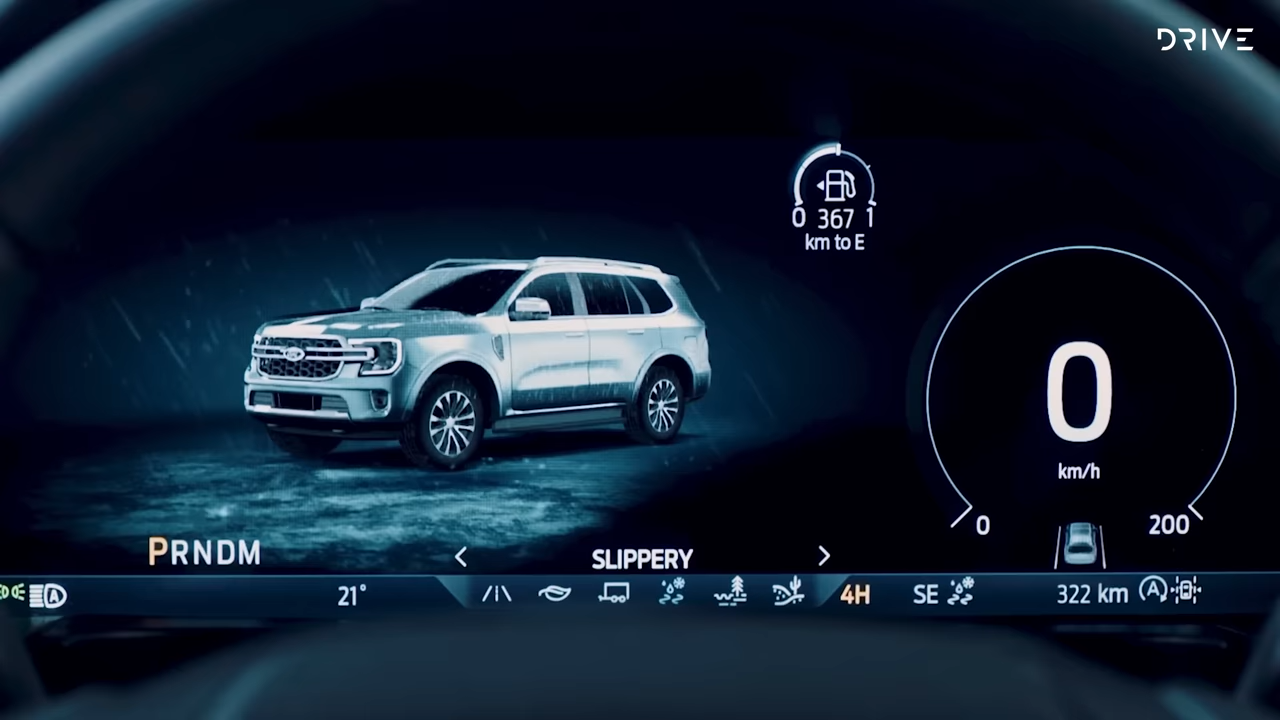 DRIVE
0 367 1
km to E
0
km/h
0 200
PRNDM
SLIPPERY
21°
4H
SE
322 km
A
A